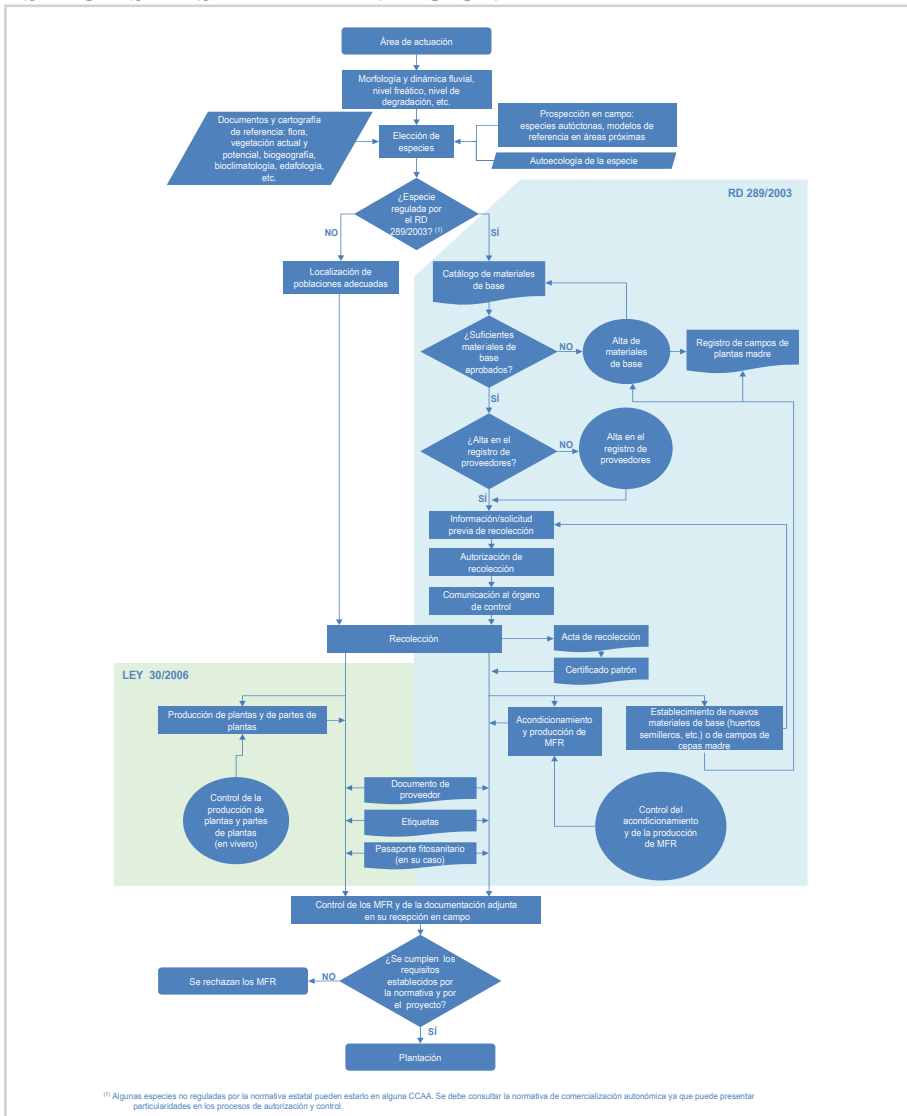 Área de actuación
Morfología y dinámica fluvial,
nivel freático, nivel de
degradación, etc.
Documentos y cartografía
de referencia: flora,
vegetación actual y
potencial, biogeografía,
bioclimatología, edafología,
etc.
Elección de
especies
Prospección en campo:
especies autóctonas, modelos de
referencia en áreas próximas
Autoecología de la especie
RD 289/2003
¿Especie
regulada por
el RD
289/2003? (1)
NO
SÍ
Localización de
poblaciones adecuadas
Catálogo de materiales
de base
¿Suficientes
materiales de
base
aprobados?
NO
Alta de
materiales
de base
Registro de campos de
plantas madre
SÍ
¿Alta en el
registro de
proveedores?
NO
Alta en el
registro de
proveedores
SÍ
Información/solicitud
previa de recolección
Autorización de
recolección
Comunicación al órgano
de control
Recolección
Acta de recolección
Certificado patrón
LEY 30/2006
Producción de plantas y de partes de
plantas
Acondicionamiento
y producción de
MFR
Establecimiento de nuevos
materiales de base (huertos
semilleros, etc.) o de campos de
cepas madre
Control de la
producción de
plantas y partes
de plantas
(en vivero)
Documento de
proveedor
Etiquetas
Pasaporte fitosanitario
(en su caso)
Control del
acondicionamiento
y de la producción
de MFR
Control de los MFR y de la documentación adjunta
en su recepción en campo
¿Se cumplen los
requisitos
establecidos por
la normativa y por
el proyecto?
NO
Se rechazan los MFR
SÍ
Plantación
(1) Algunas especies no reguladas por la normativa estatal pueden estarlo en alguna CCAA. Se debe consultar la normativa de comercialización autonómica ya que puede presentar
particularidades en los procesos de autorización y control.